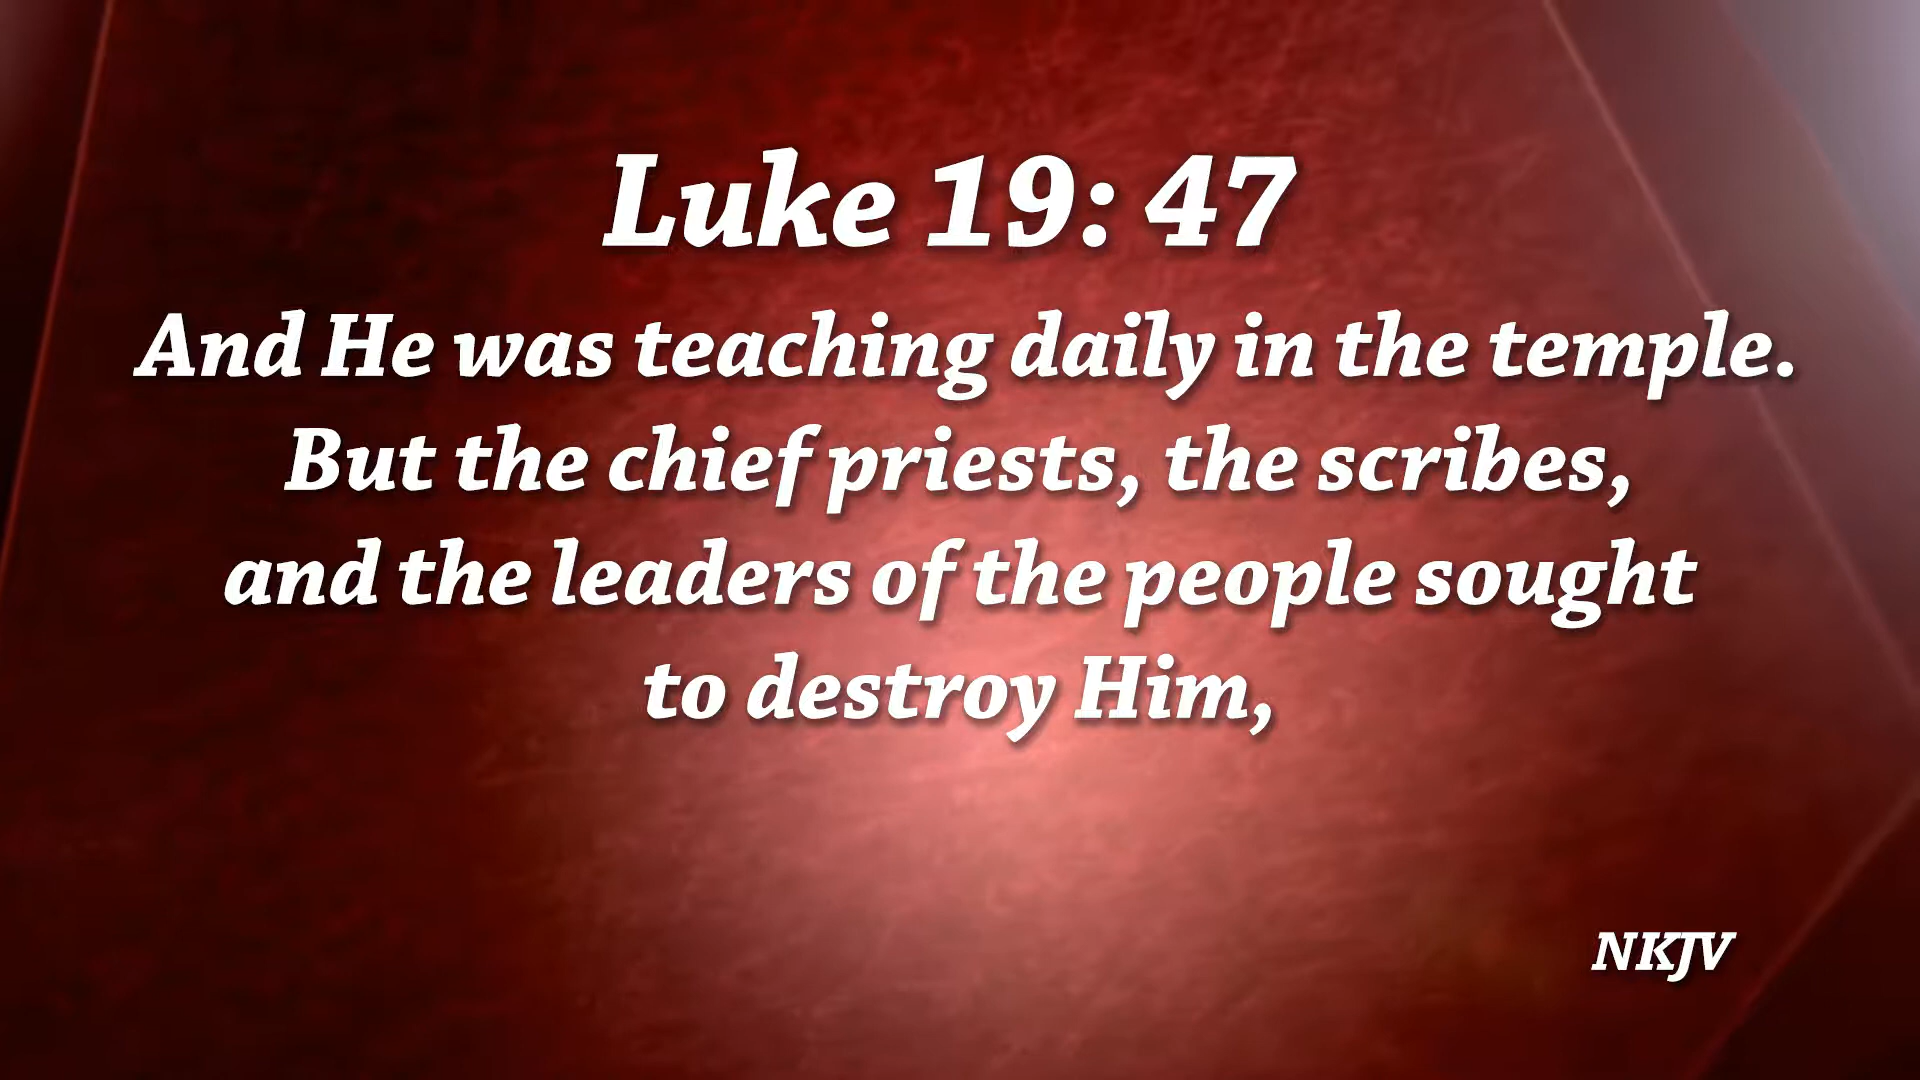 Luke 19: 47
And He was teaching daily in the temple.
But the chief priests, the scribes,
and the leaders of the people sought
to destroy Him,
NKJV